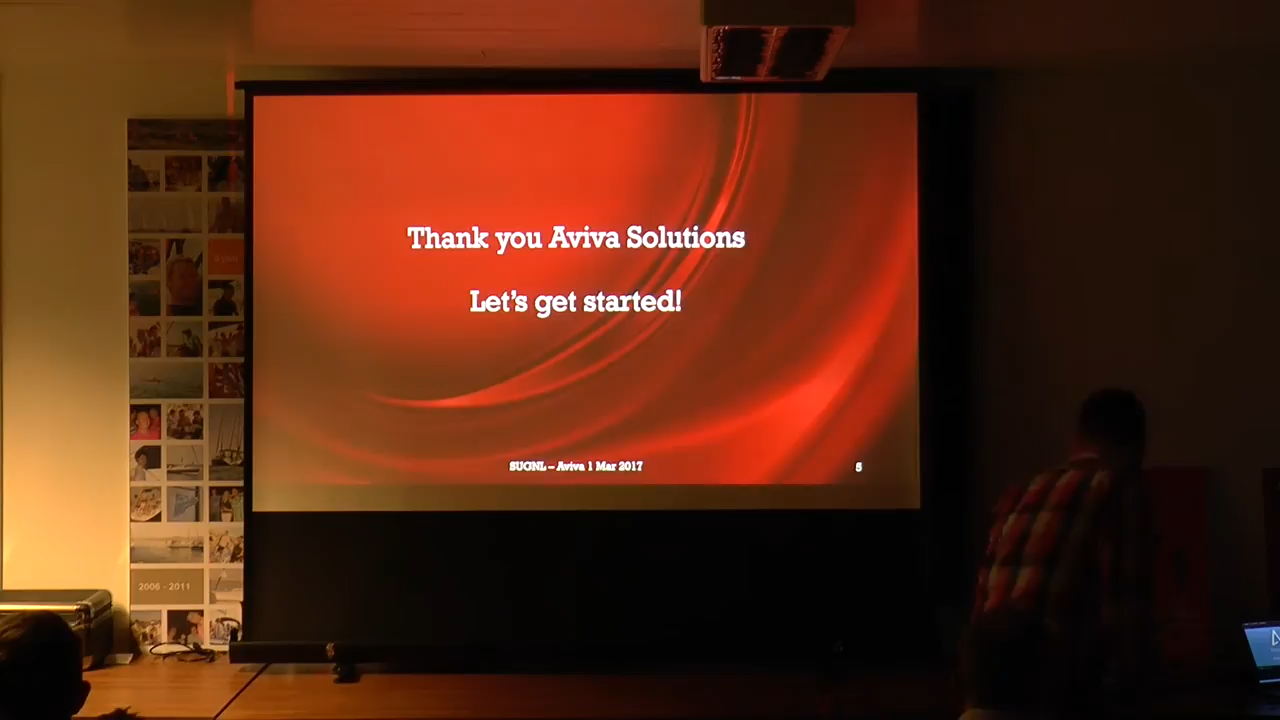 Thank you Aviva Solutions
Let's get started!
SUGNL – Aviva 1 Mar 2017
5
2006 - 2011